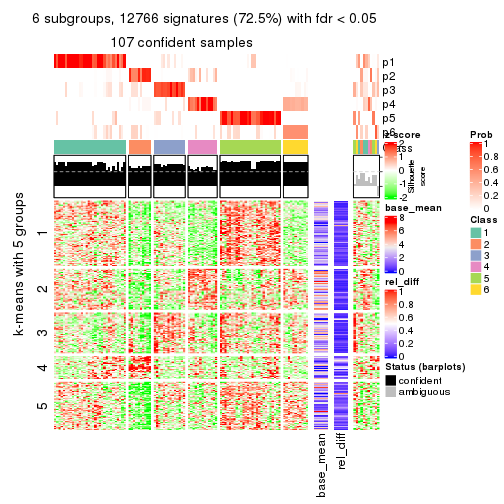 6 subgroups, 12766 signatures (72.5%) with fdr < 0.05
107 confident samples
p1
p2
p3
p4
p5
p6
Class
z-score
2
1
0
-1
-2
Silhouette
score
1
0.5
0
Prob
1
0.8
0.6
0.4
0.2
0
base_mean
8
6
4
2
0
Class
1
2
3
4
5
6
rel_diff
1
0.8
0.6
0.4
0.2
0
Status (barplots)
confident
ambiguous
k-means with 5 groups
1
2
3
4
5
base_mean
rel_diff